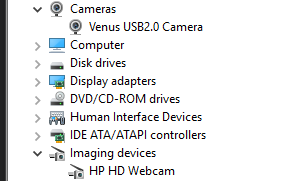 Cameras
Venus USB2.0 Camera
Computer
Disk drives
Display adapters
DVD/CD-ROM drives
Human Interface Devices
IDE ATA/ATAPI controllers
Imaging devices
HP HD Webcam